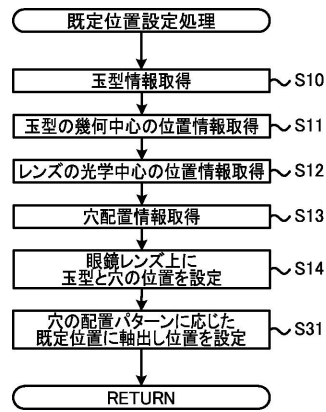 既定位置設定処理
玉型情報取得
S10
玉型の幾何中心の位置情報取得
S11
レンズの光学中心の位置情報取得
S12
穴配置情報取得
S13
眼鏡レンズ上に
玉型と穴の位置を設定
S14
穴の配置パターンに応じた
既定位置に軸出し位置を設定
S31
RETURN